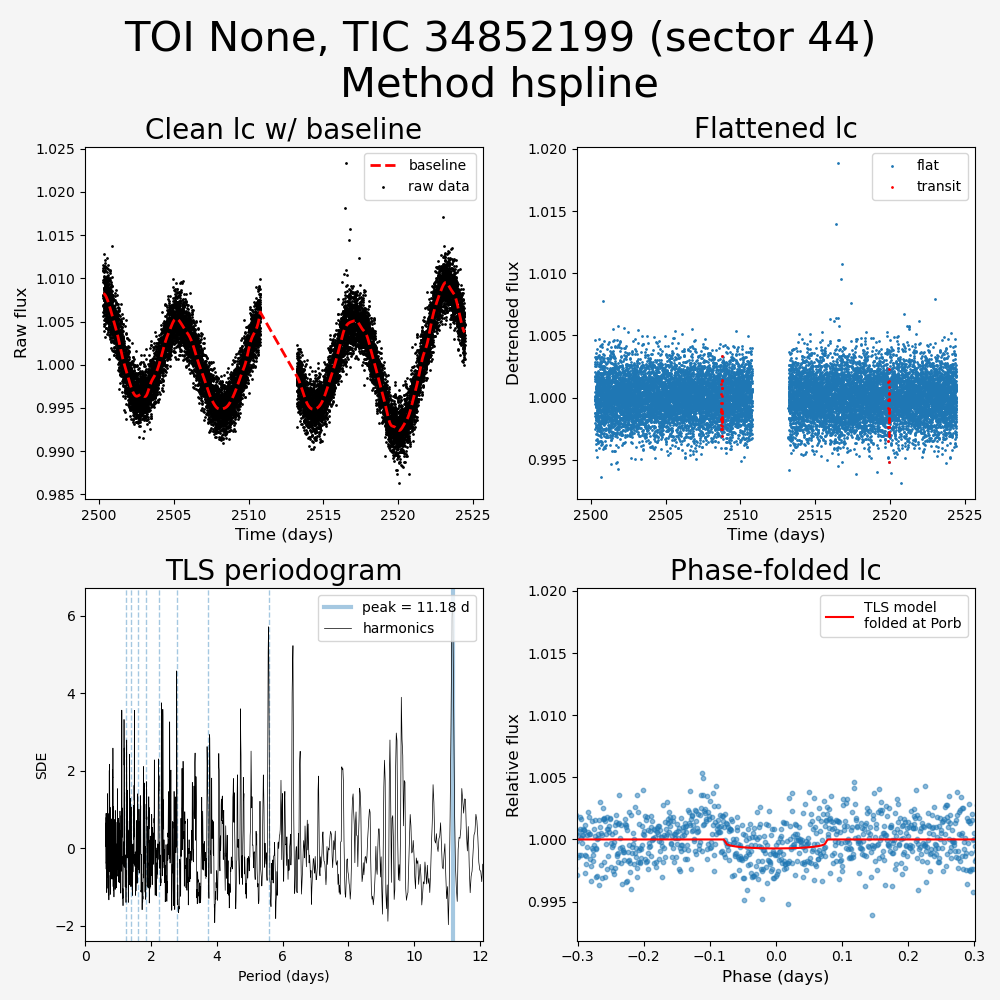 TOI None, TIC 34852199 (sector 44)
Method hspline
Clean lc w/ baseline
Raw flux
1.025
1.020
1.015
1.010
1.005
1.000
0.995
0.990
0.985
baseline
raw data
2500
2505
2510
2515
2520
2525
Time (days)
Flattened lc
Detrended flux
1.020
1.015
1.010
1.005
1.000
0.995
flat
transit
2500
2505
2510
2515
2520
2525
Time (days)
TLS periodogram
SDE
6
4
2
0
−2
peak = 11.18 d
harmonics
0
2
4
6
8
10
12
Period (days)
Phase-folded lc
Relative flux
1.020
1.015
1.010
1.005
1.000
0.995
TLS model
folded at Porb
−0.3
−0.2
−0.1
0.0
0.1
0.2
0.3
Phase (days)